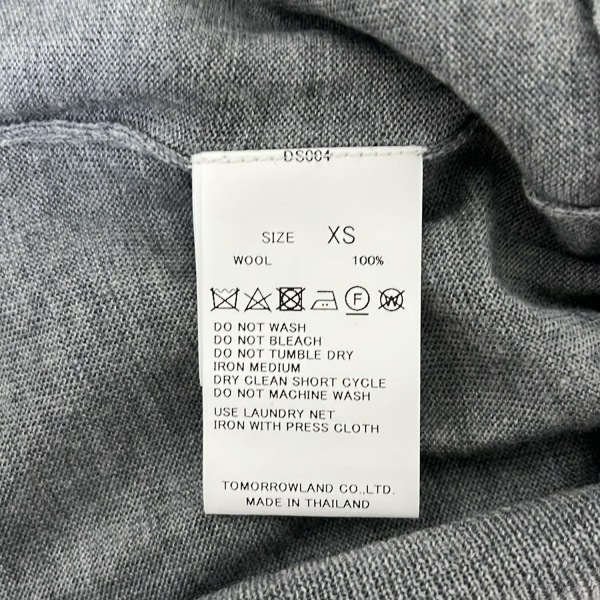 DS004
SIZE XS
WOOL 100%
F W
DO NOT WASH
DO NOT BLEACH
DO NOT TUMBLE DRY
IRON MEDIUM
DRY CLEAN SHORT CYCLE
DO NOT MACHINE WASH
USE LAUNDRY NET
IRON WITH PRESS CLOTH
TOMORROWLAND CO.,LTD.
MADE IN THAILAND